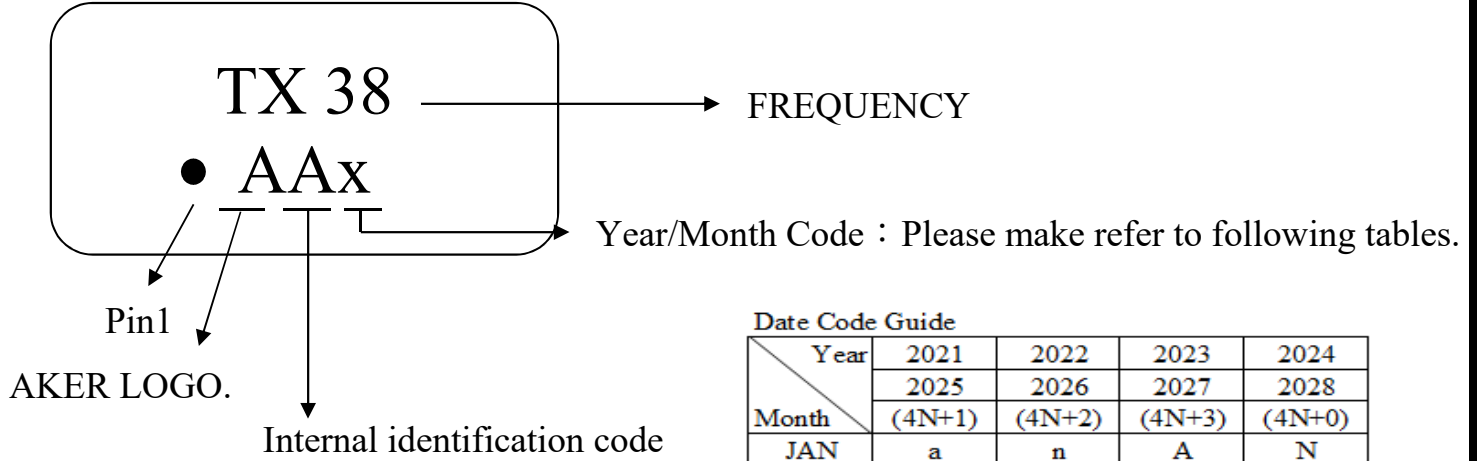 TX 38
FREQUENCY
• AAx
Year/Month Code：Please make refer to following tables.
Pin1
AKER LOGO.
Internal identification code
Date Code Guide
Year 2021 2022 2023 2024
2025 2026 2027 2028
Month (4N+1) (4N+2) (4N+3) (4N+0)
JAN a n A N